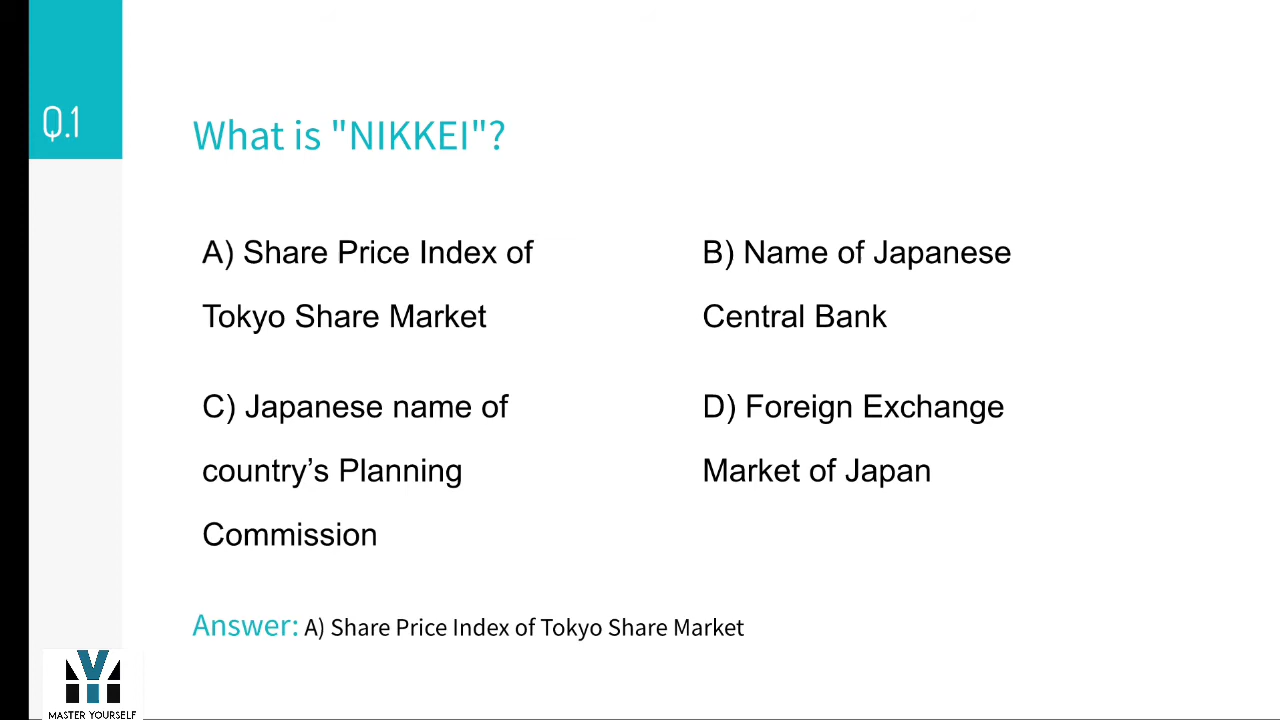 Q.1
What is "NIKKEI"?
A) Share Price Index of
Tokyo Share Market
B) Name of Japanese
Central Bank
C) Japanese name of
country’s Planning
Commission
D) Foreign Exchange
Market of Japan
Answer: A) Share Price Index of Tokyo Share Market
MASTER YOURSELF